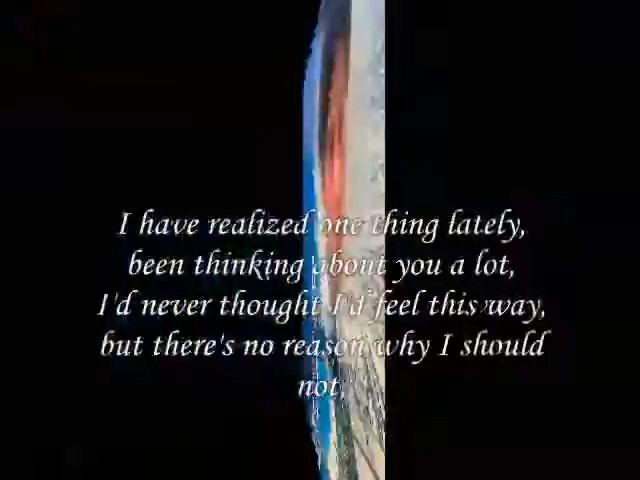 I have realized one thing lately,
been thinking about you a lot,
I'd never thought I'd feel this way,
but there's no reason why I should
not,